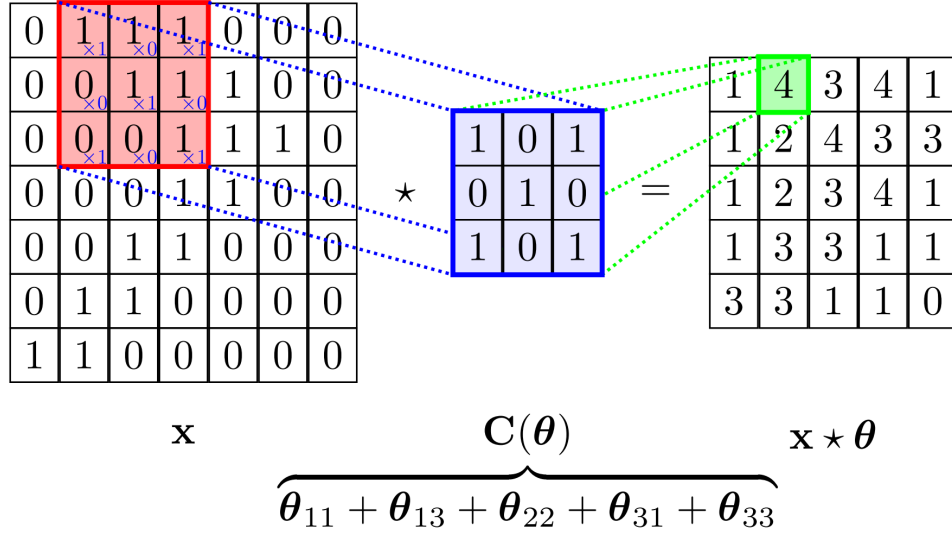 0 1 1 1 0 0 0
×1 ×0 ×1
0 0 1 1 1 0 0
×0 ×1 ×0
0 0 0 1 1 1 0
×1 ×0 ×1
0 0 0 1 1 0 0
0 0 1 1 0 0 0
0 1 1 0 0 0 0
1 1 0 0 0 0 0
x
⋆
1 0 1
0 1 0
1 0 1
C(θ)
=
1 4 3 4 1
1 2 4 3 3
1 2 3 4 1
1 3 3 1 1
3 3 1 1 0
x ⋆ θ
θ₁₁ + θ₁₃ + θ₂₂ + θ₃₁ + θ₃₃